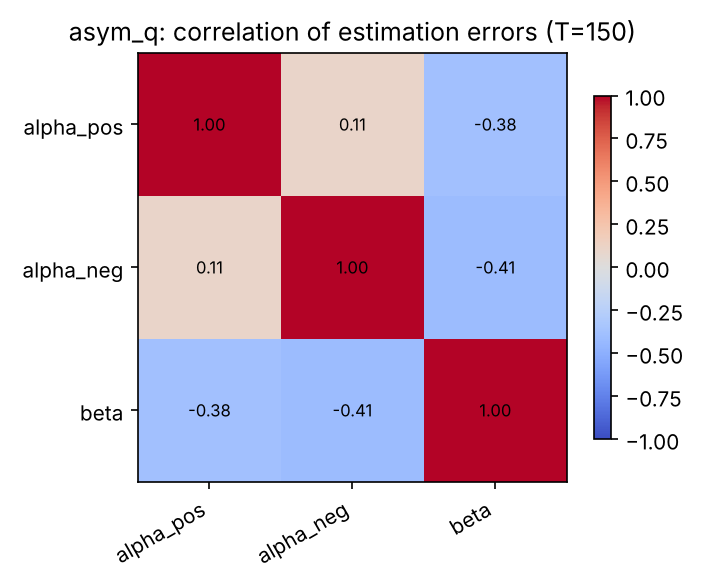 asym_q: correlation of estimation errors (T=150)
alpha_pos
1.00
0.11
-0.38
alpha_neg
0.11
1.00
-0.41
beta
-0.38
-0.41
1.00
alpha_pos
alpha_neg
beta
1.00
0.75
0.50
0.25
0.00
−0.25
−0.50
−0.75
−1.00